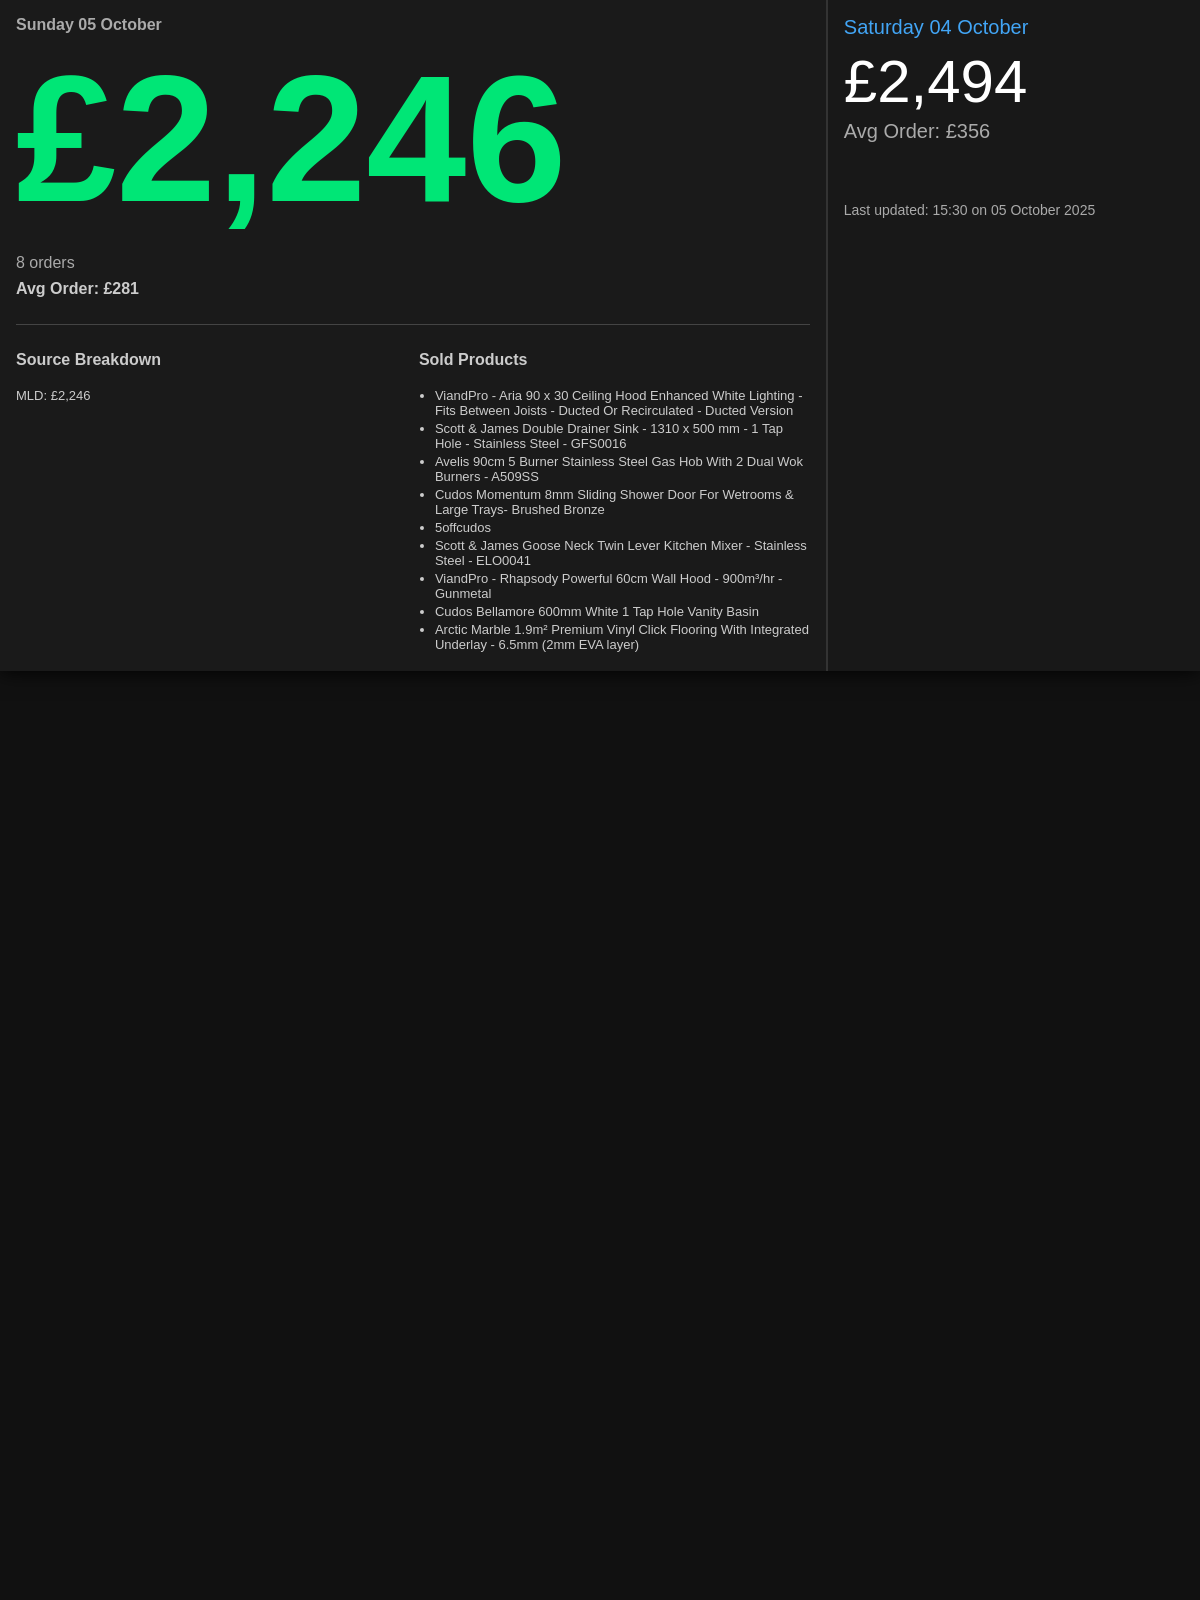 Sunday 05 October
£2,246
8 orders
Avg Order: £281
Source Breakdown
MLD: £2,246
Sold Products
• ViandPro - Aria 90 x 30 Ceiling Hood Enhanced White Lighting -
Fits Between Joists - Ducted Or Recirculated - Ducted Version
• Scott & James Double Drainer Sink - 1310 x 500 mm - 1 Tap
Hole - Stainless Steel - GFS0016
• Avelis 90cm 5 Burner Stainless Steel Gas Hob With 2 Dual Wok
Burners - A509SS
• Cudos Momentum 8mm Sliding Shower Door For Wetrooms &
Large Trays- Brushed Bronze
• 5offcudos
• Scott & James Goose Neck Twin Lever Kitchen Mixer - Stainless
Steel - ELO0041
• ViandPro - Rhapsody Powerful 60cm Wall Hood - 900m³/hr -
Gunmetal
• Cudos Bellamore 600mm White 1 Tap Hole Vanity Basin
• Arctic Marble 1.9m² Premium Vinyl Click Flooring With Integrated
Underlay - 6.5mm (2mm EVA layer)
Saturday 04 October
£2,494
Avg Order: £356
Last updated: 15:30 on 05 October 2025